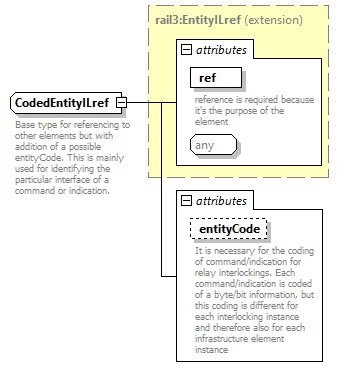 rail3:EntityILref (extension)
attributes
ref
reference is required because
it's the purpose of the
element
any
CodedEntityILref
Base type for referencing to
other elements but with
addition of a possible
entityCode. This is mainly
used for identifying the
particular interface of a
command or indication.
attributes
entityCode
It is necessary for the coding
of command/indication for
relay interlockings. Each
command/indication is coded
of a byte/bit information, but
this coding is different for
each interlocking instance
and therefore also for each
infrastructure element
instance